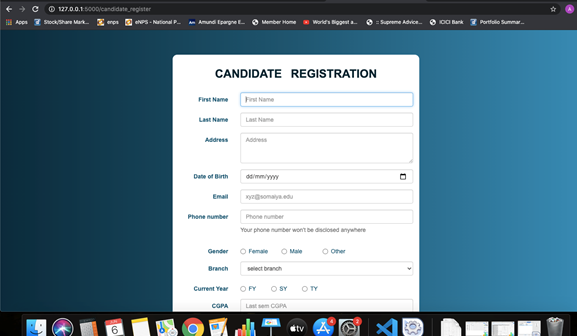 127.0.0.1:5000/candidate_register
A
Apps Stock/Share Mark... enps eNPS - National P... Amundi Epargne E... Member Home World's Biggest a... :: Supreme Advice... ICICI Bank Portfolio Summar...
CANDIDATE REGISTRATION
First Name First Name
Last Name Last Name
Address Address
Date of Birth dd/mm/yyyy
Email xyz@somaiya.edu
Phone number Phone number
Your phone number won't be disclosed anywhere
Gender Female Male Other
Branch select branch
Current Year FY SY TY
CGPA Last sem CGPA
6 tv